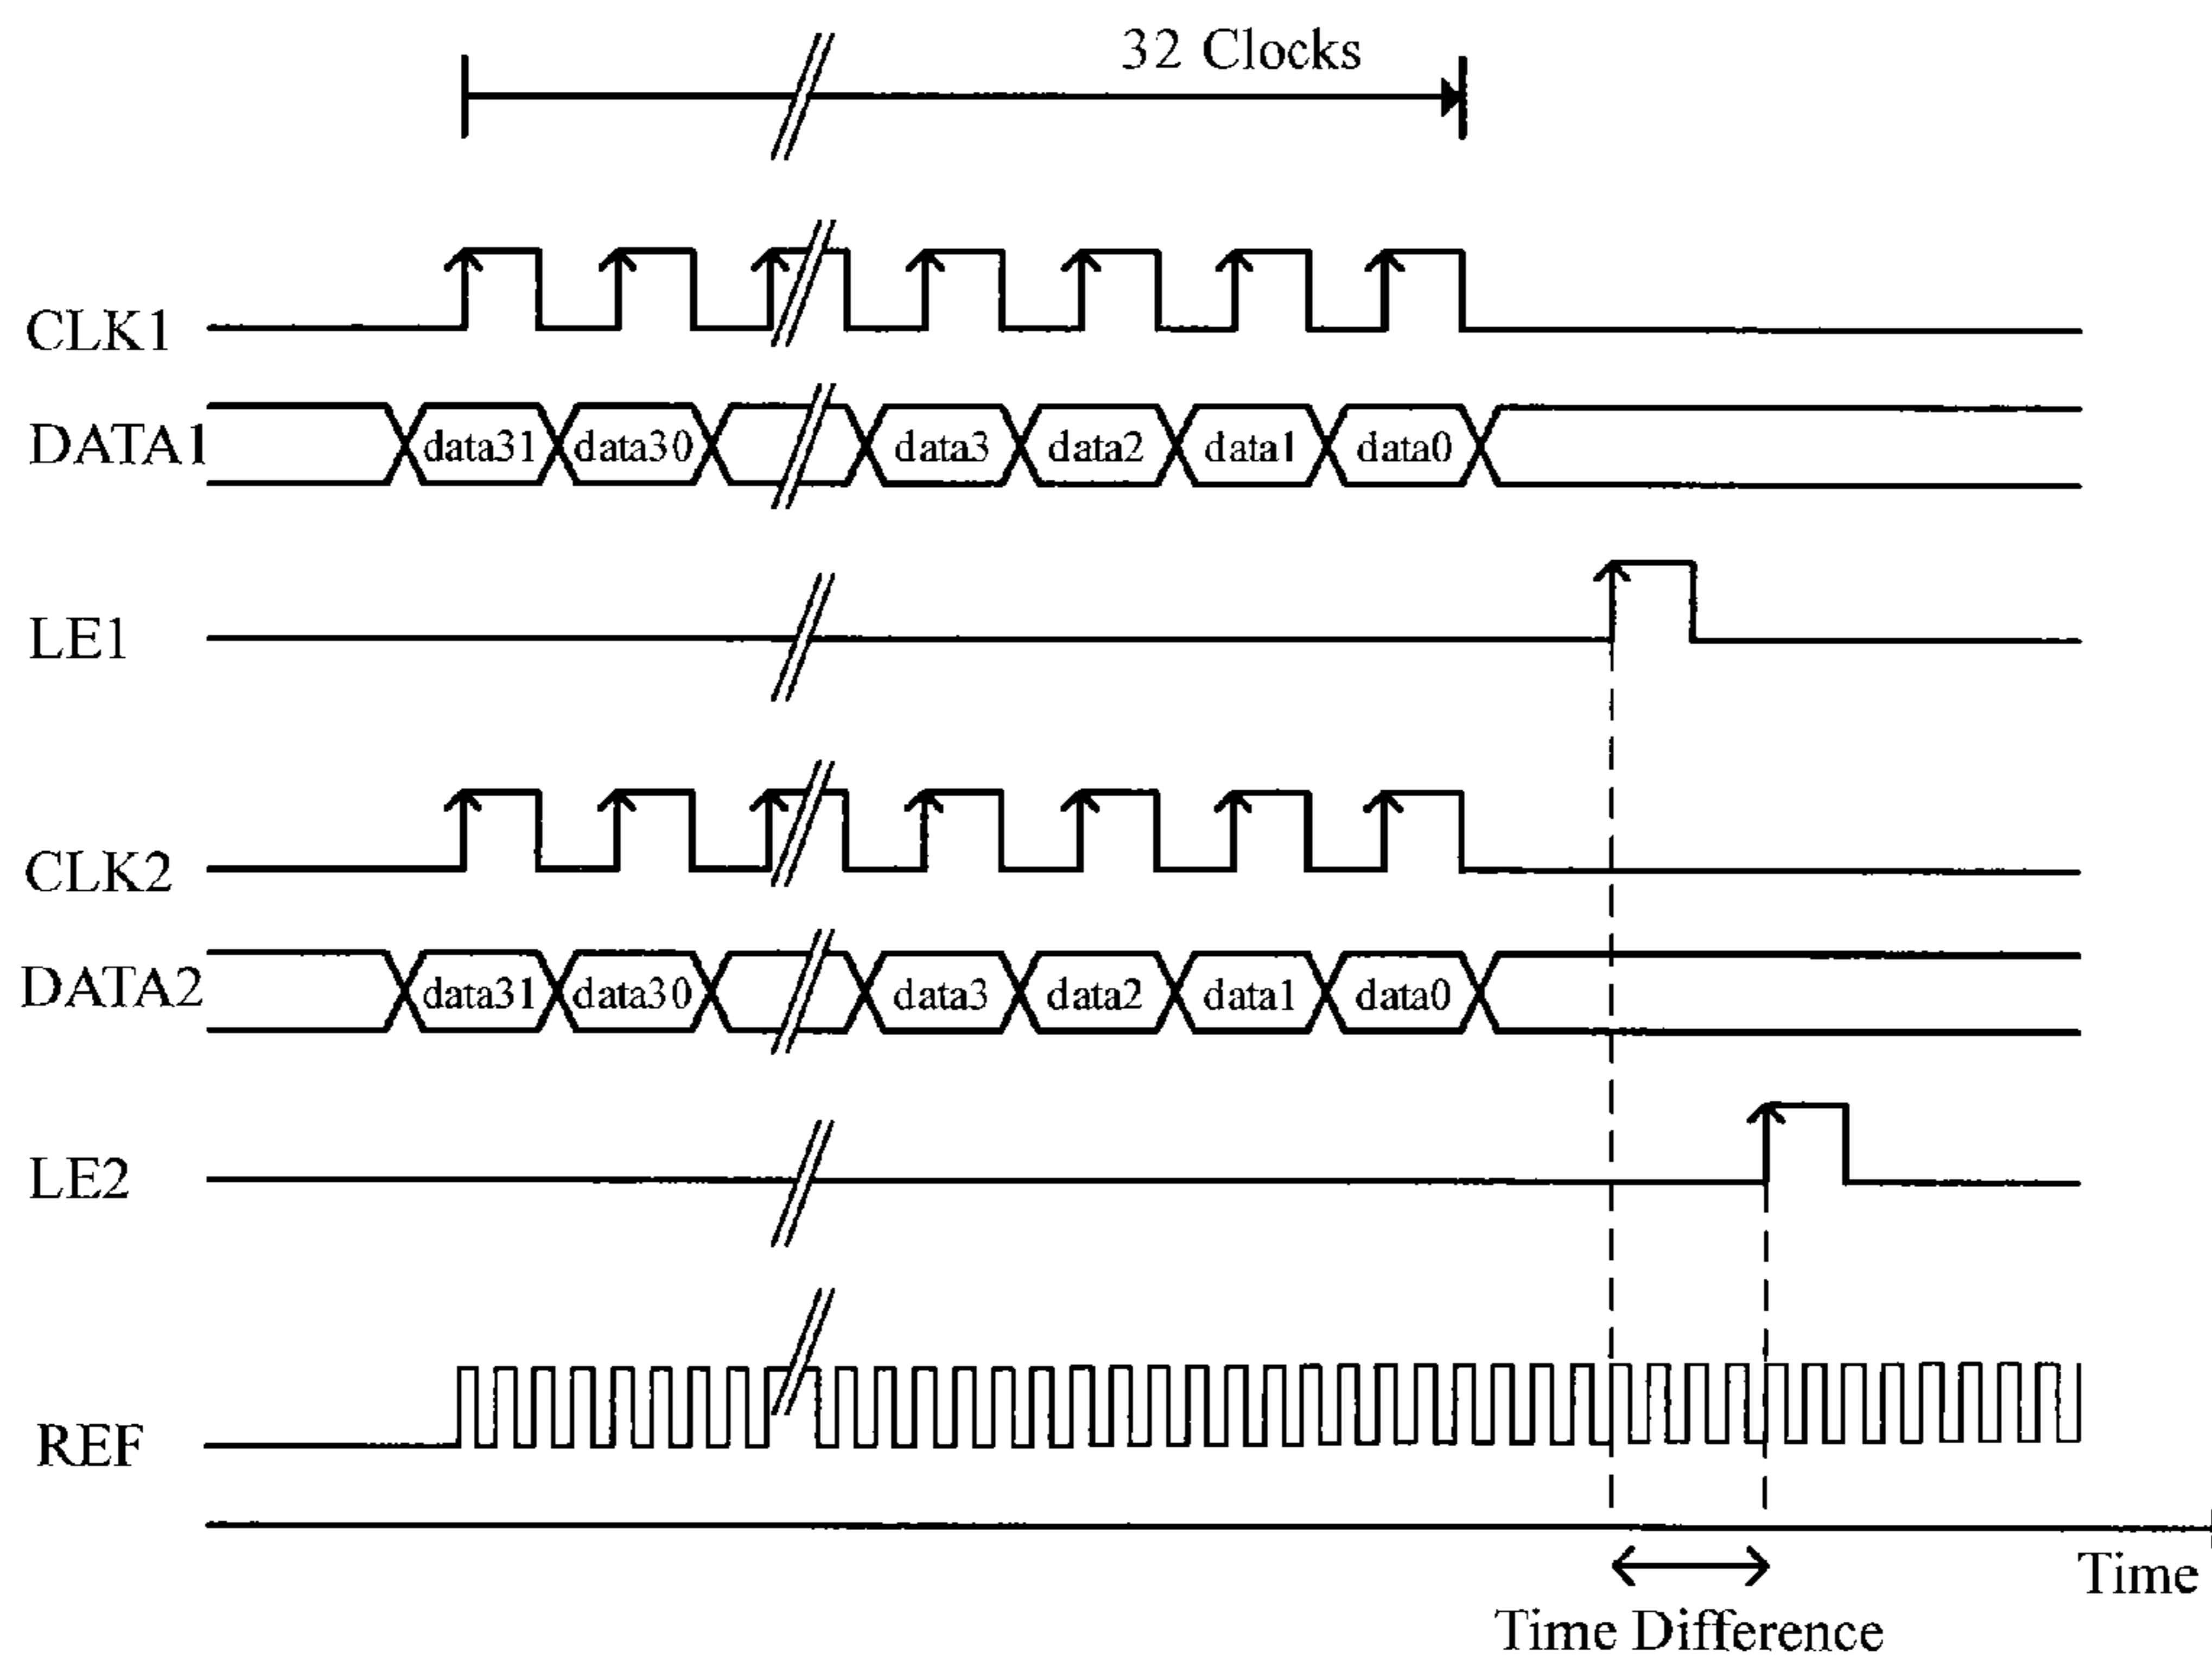 32 Clocks
CLK1
DATA1 data31 data30 data3 data2 data1 data0
LE1
CLK2
DATA2 data31 data30 data3 data2 data1 data0
LE2
REF
Time
Time Difference